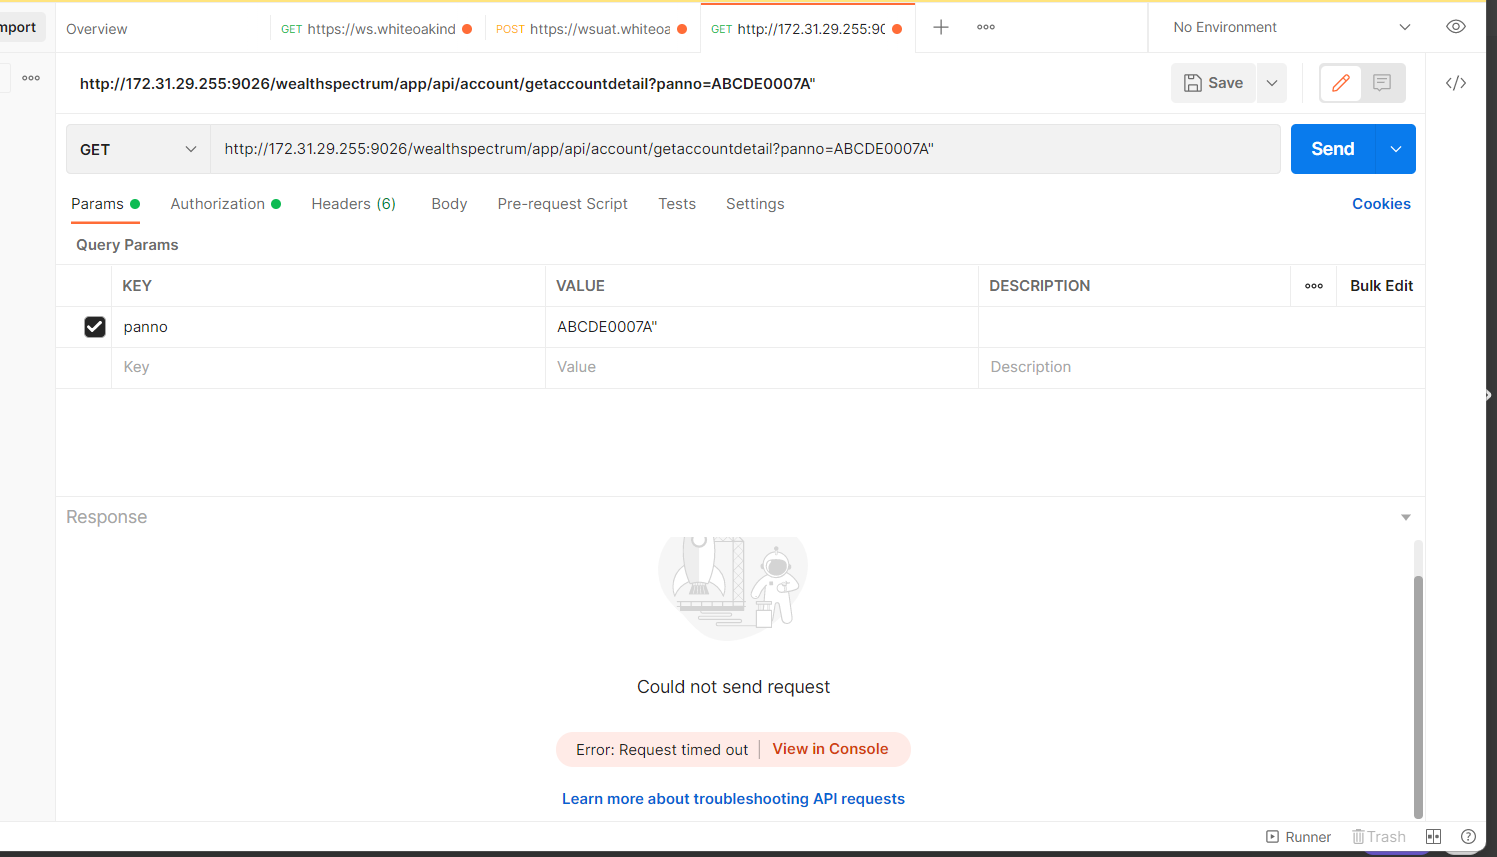 mport
Overview
GET https://ws.whiteoakind
POST https://wsuat.whiteoa
GET http://172.31.29.255:90
No Environment
http://172.31.29.255:9026/wealthspectrum/app/api/account/getaccountdetail?panno=ABCDE0007A"
Save
GET
http://172.31.29.255:9026/wealthspectrum/app/api/account/getaccountdetail?panno=ABCDE0007A"
Send
Params
Authorization
Headers (6)
Body
Pre-request Script
Tests
Settings
Cookies
Query Params
KEY VALUE DESCRIPTION Bulk Edit
panno ABCDE0007A"
Key Value Description
Response
Could not send request
Error: Request timed out | View in Console
Learn more about troubleshooting API requests
Runner Trash